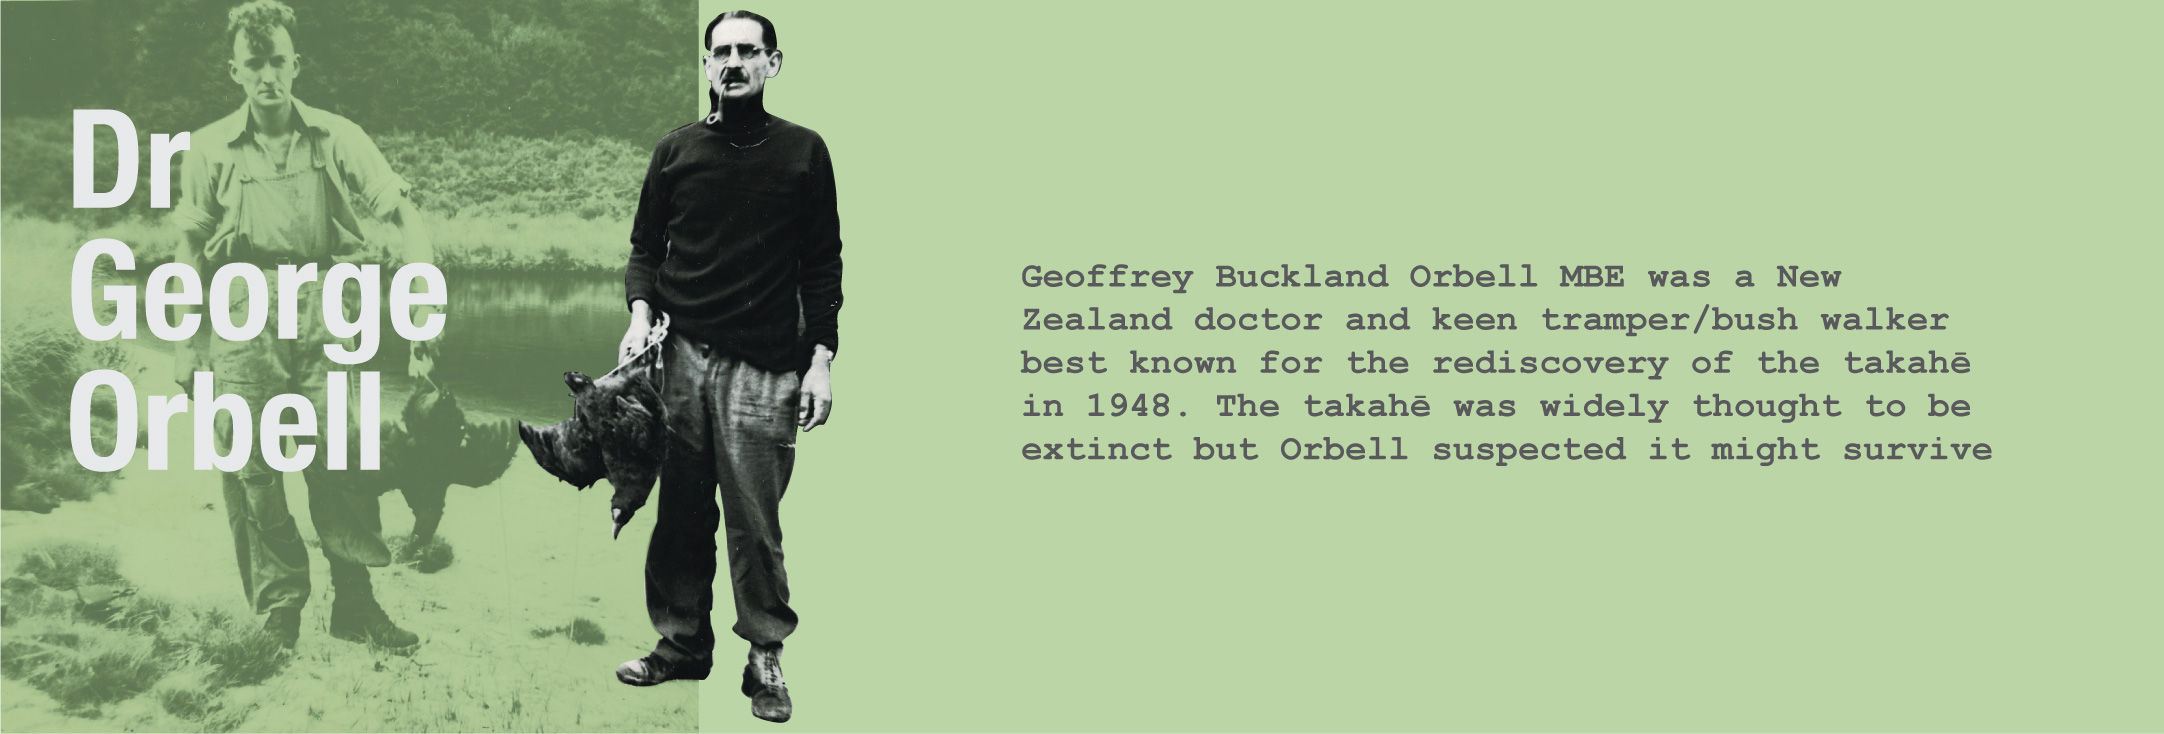 Dr
George
Orbell
Geoffrey Buckland Orbell MBE was a New
Zealand doctor and keen tramper/bush walker
best known for the rediscovery of the takahē
in 1948. The takahē was widely thought to be
extinct but Orbell suspected it might survive